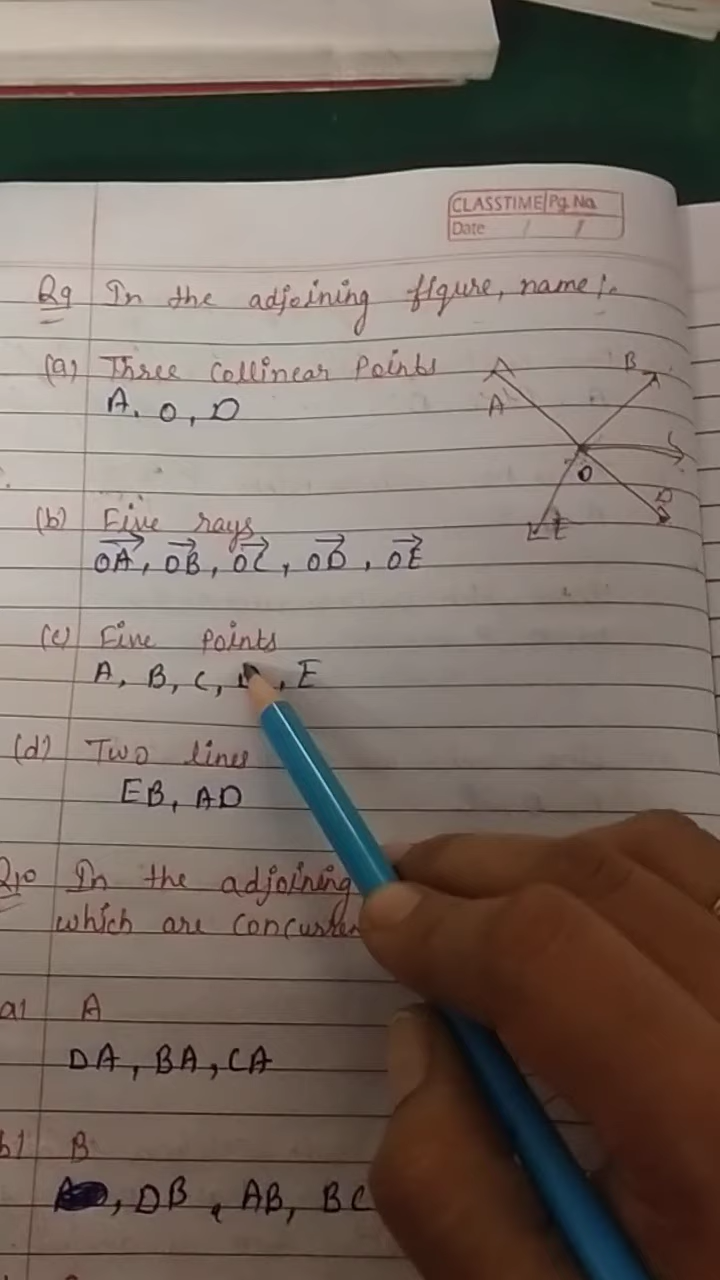 CLASSTIME Pg. No.
Date / /
Q9 In the adjoining figure, name:-
(a) Three Collinear Points
A, O, D
A
B
C
O
D
E
(b) Five rays
OA, OB, OC, OD, OE
(c) Five Points
A, B, C, D, E
(d) Two lines
EB, AD
Q10 In the adjoining
which are
a) A
DA, BA, CA
b) B
, DB, AB, BC